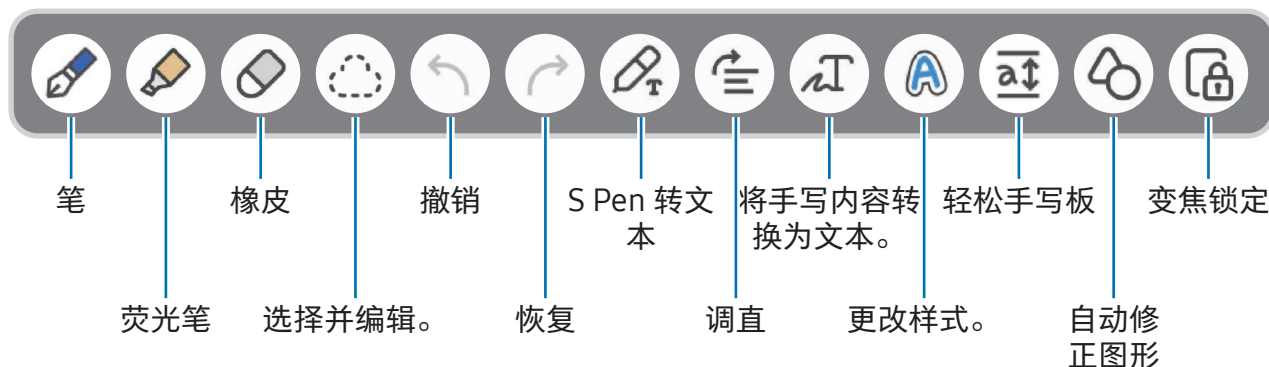 笔
橡皮
撤销
S Pen 转文
本
将手写内容转
换为文本。
轻松手写板
变焦锁定
荧光笔
选择并编辑。
恢复
调直
更改样式。
自动修
正图形